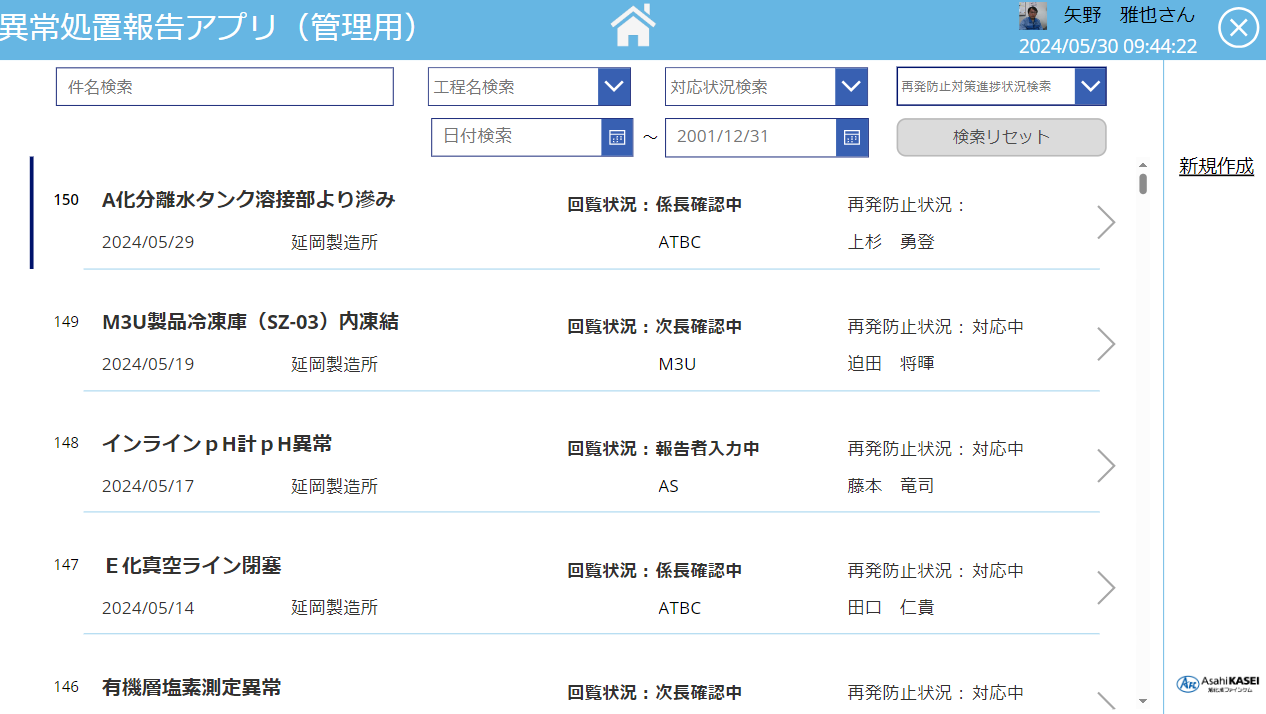 異常処置報告アプリ（管理用）
矢野　雅也さん
2024/05/30 09:44:22
件名検索
工程名検索
対応状況検索
再発防止対策進捗状況検索
日付検索
～
2001/12/31
検索リセット
新規作成
150 A化分離水タンク溶接部より滲み 回覧状況：係長確認中 再発防止状況：
2024/05/29 延岡製造所 ATBC 上杉　勇登
149 M3U製品冷凍庫（SZ-03）内凍結 回覧状況：次長確認中 再発防止状況：対応中
2024/05/19 延岡製造所 M3U 迫田　将暉
148 インラインｐH計ｐH異常 回覧状況：報告者入力中 再発防止状況：対応中
2024/05/17 延岡製造所 AS 藤本　竜司
147 Ｅ化真空ライン閉塞 回覧状況：係長確認中 再発防止状況：対応中
2024/05/14 延岡製造所 ATBC 田口　仁貴
146 有機層塩素測定異常 回覧状況：次長確認中 再発防止状況：対応中
AsahiKASEI
旭化成ファインケム